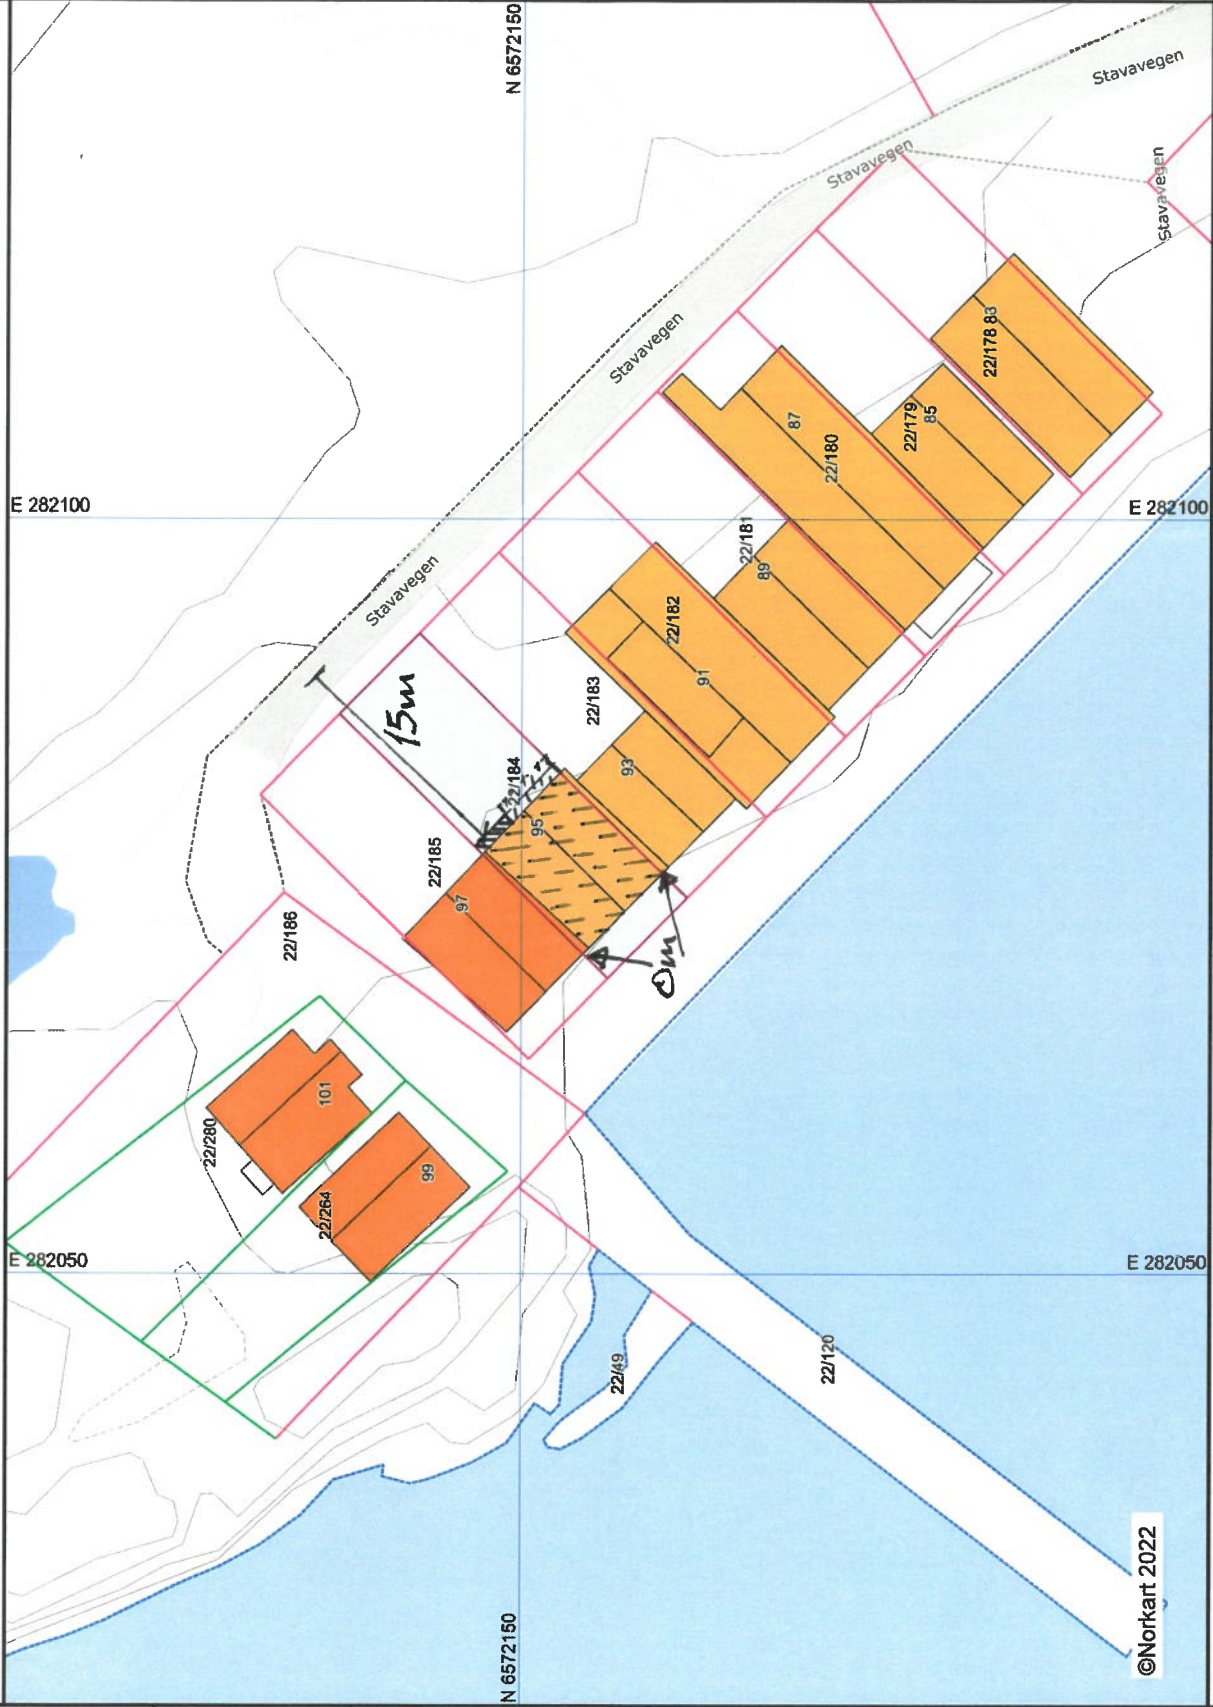 N 6572150
Stavavegen
Stavavegen
Stavavegen
Stavavegen
Stavavegen
E 282100
E 282100
22/178 83
22/179
85
87
22/180
22/181
89
22/182
91
22/183
93
15m
22/184
95
22/185
97
0m
22/186
22/280
101
22/264
99
E 282050
E 282050
22/49
22/120
N 6572150
©Norkart 2022